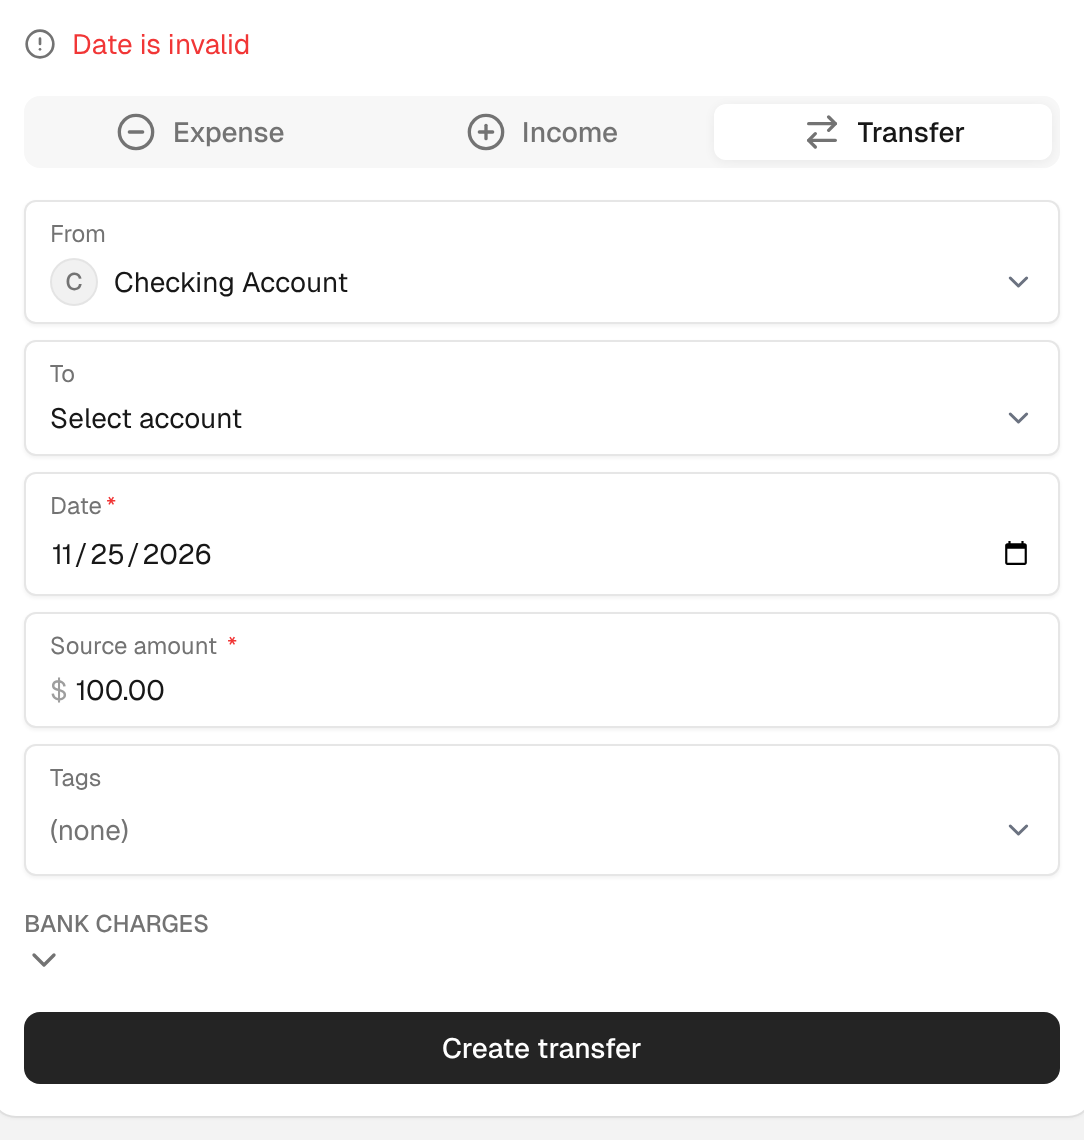 Date is invalid
Expense Income Transfer
From
C Checking Account
To
Select account
Date *
11/25/2026
Source amount *
$ 100.00
Tags
(none)
BANK CHARGES
Create transfer